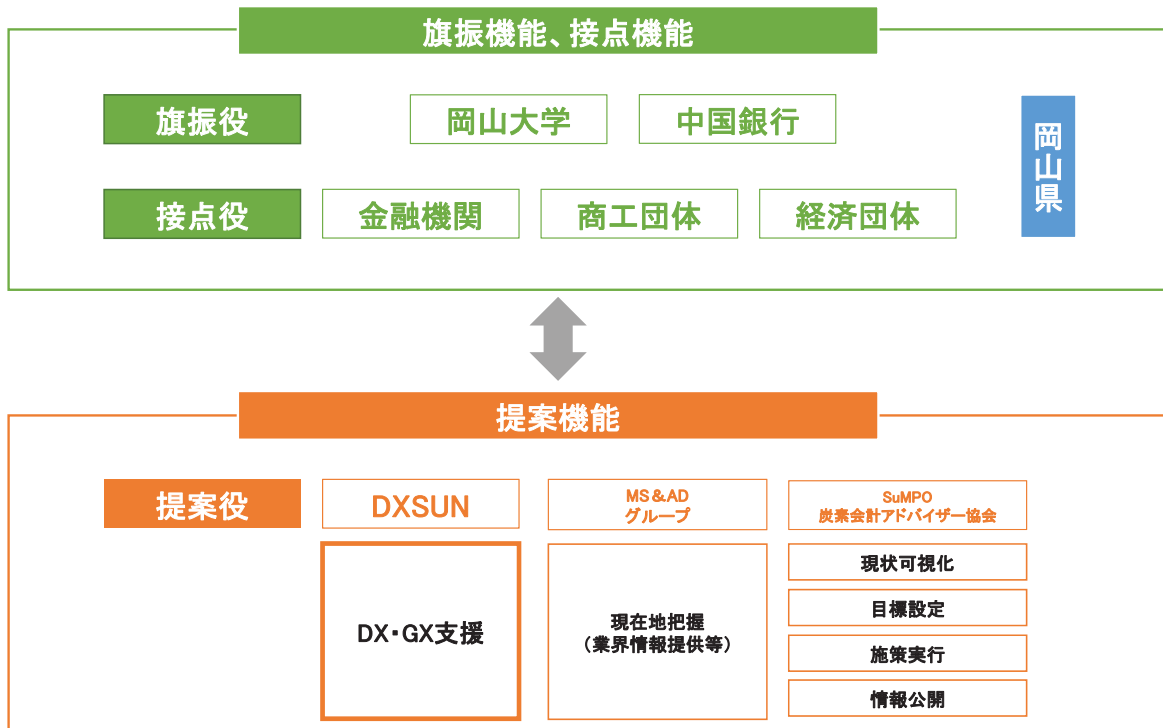 旗振機能、接点機能
旗振役
岡山大学
中国銀行
岡山県
接点役
金融機関
商工団体
経済団体
提案機能
提案役
DXSUN
MS&AD
グループ
SuMPO
炭素会計アドバイザー協会
DX・GX支援
現在地把握
（業界情報提供等）
現状可視化
目標設定
施策実行
情報公開